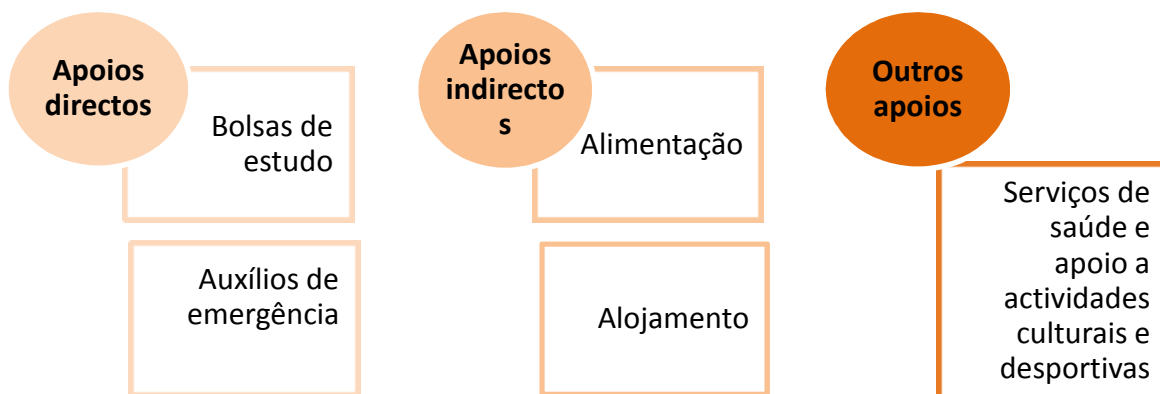 Apoios
directos
Bolsas de
estudo
Auxílios de
emergência
Apoios
indirecto
s
Alimentação
Alojamento
Outros
apoios
Serviços de
saúde e
apoio a
actividades
culturais e
desportivas